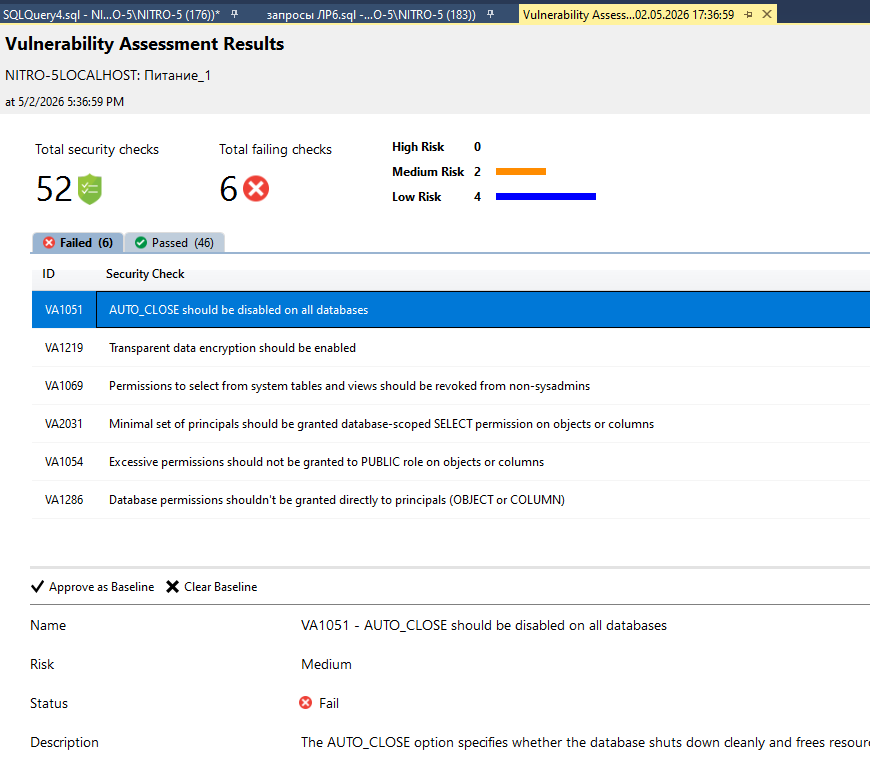 SQLQuery4.sql - NI...O-5\NITRO-5 (176))* запросы ЛР6.sql -...O-5\NITRO-5 (183)) Vulnerability Assess...02.05.2026 17:36:59
Vulnerability Assessment Results
NITRO-5LOCALHOST: Питание_1
at 5/2/2026 5:36:59 PM
Total security checks
52
Total failing checks
6
High Risk 0
Medium Risk 2
Low Risk 4
Failed (6) Passed (46)
ID Security Check
VA1051 AUTO_CLOSE should be disabled on all databases
VA1219 Transparent data encryption should be enabled
VA1069 Permissions to select from system tables and views should be revoked from non-sysadmins
VA2031 Minimal set of principals should be granted database-scoped SELECT permission on objects or columns
VA1054 Excessive permissions should not be granted to PUBLIC role on objects or columns
VA1286 Database permissions shouldn't be granted directly to principals (OBJECT or COLUMN)
Approve as Baseline Clear Baseline
Name VA1051 - AUTO_CLOSE should be disabled on all databases
Risk Medium
Status Fail
Description The AUTO_CLOSE option specifies whether the database shuts down cleanly and frees resour